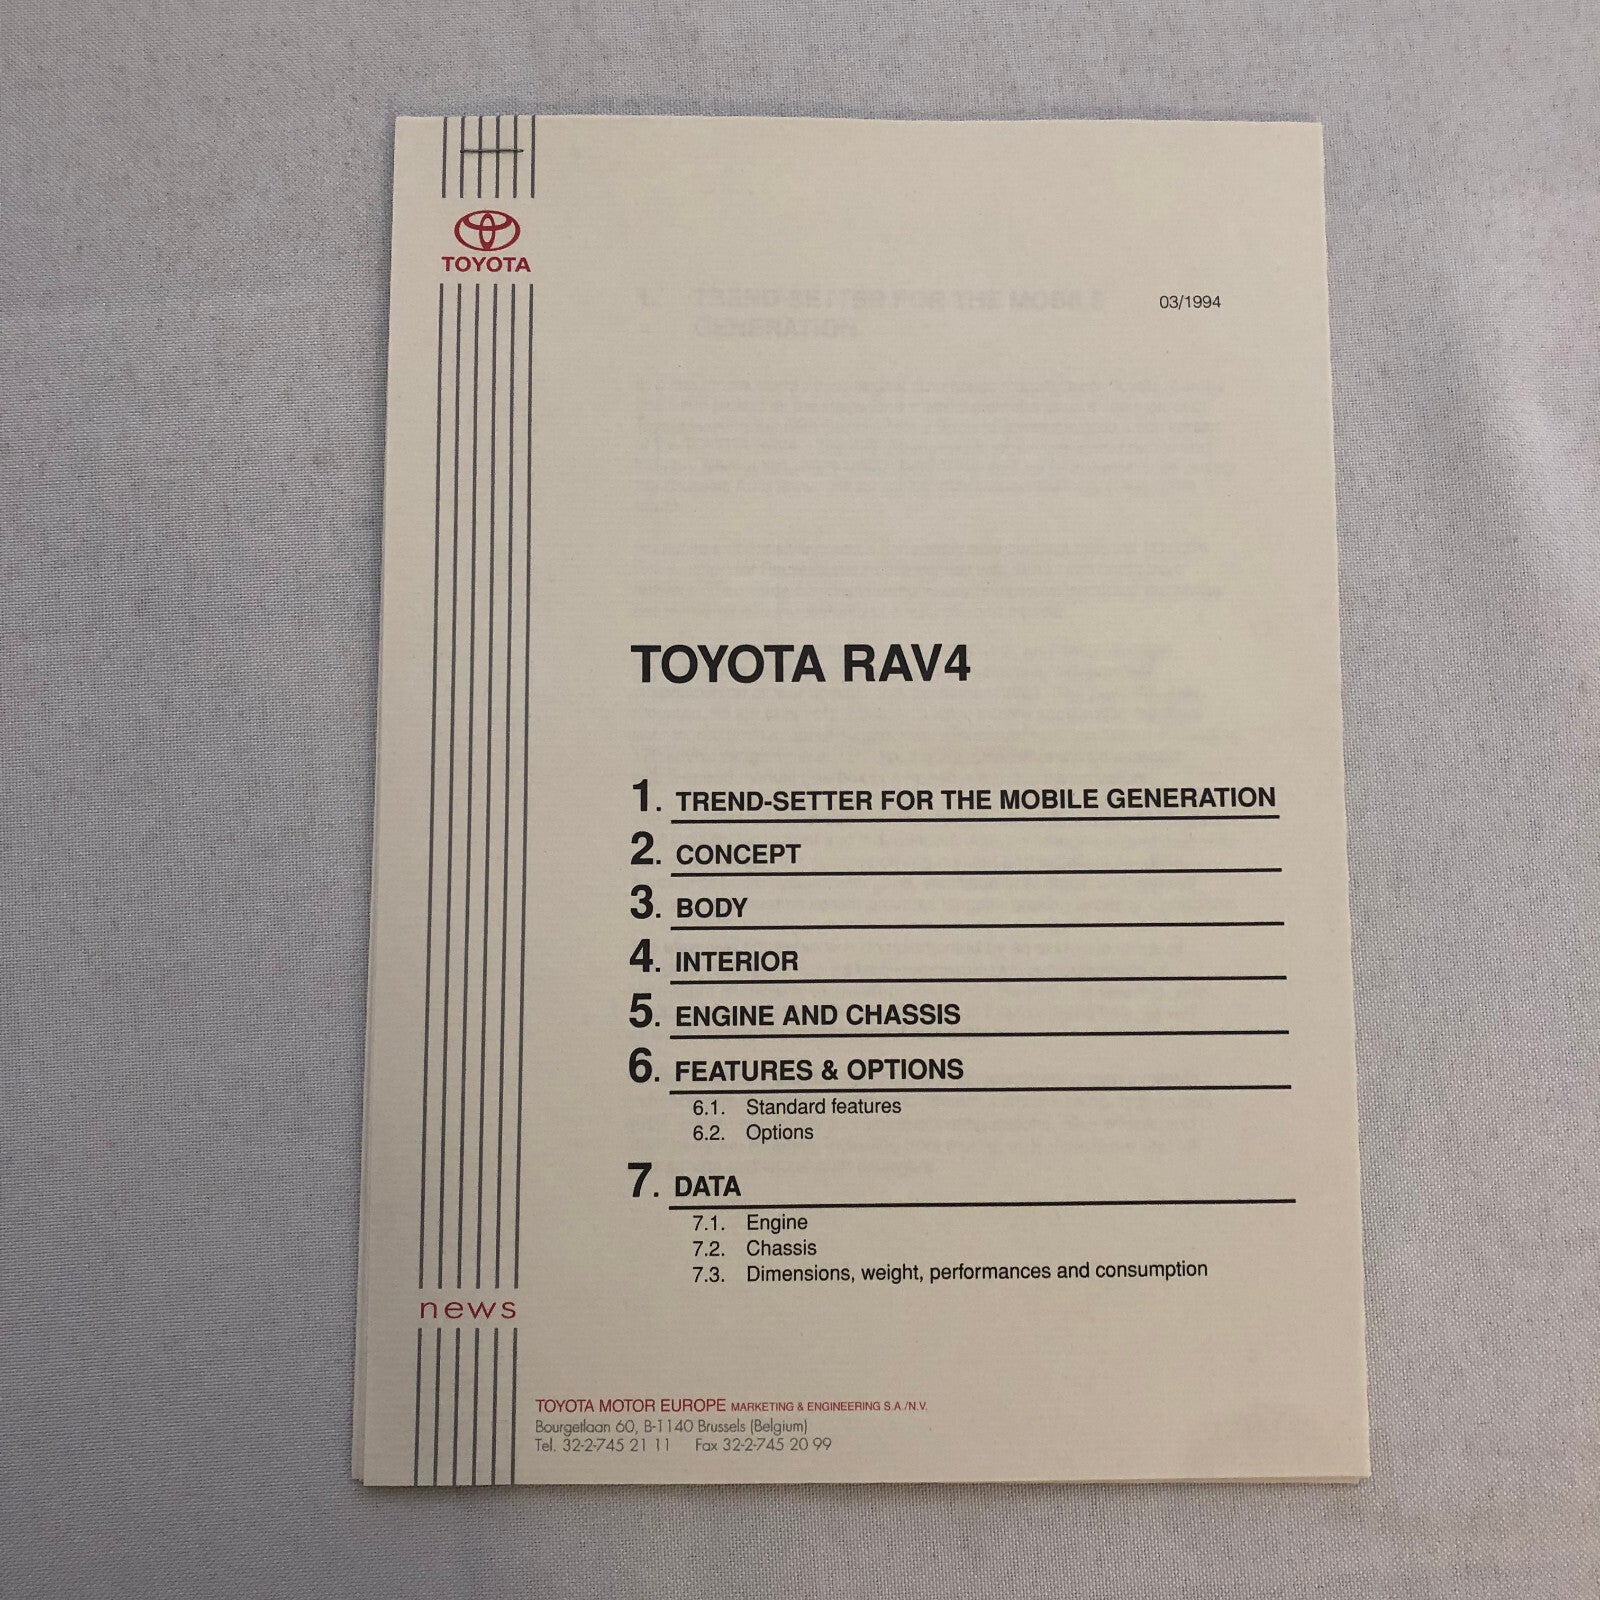 TOYOTA
03/1994
TOYOTA RAV4
1. TREND-SETTER FOR THE MOBILE GENERATION
2. CONCEPT
3. BODY
4. INTERIOR
5. ENGINE AND CHASSIS
6. FEATURES & OPTIONS
6.1. Standard features
6.2. Options
7. DATA
7.1. Engine
7.2. Chassis
7.3. Dimensions, weight, performances and consumption
news
TOYOTA MOTOR EUROPE MARKETING & ENGINEERING S.A./N.V.
Bourgetlaan 60, B-1140 Brussels (Belgium)
Tel. 32-2-745 21 11 Fax 32-2-745 20 99